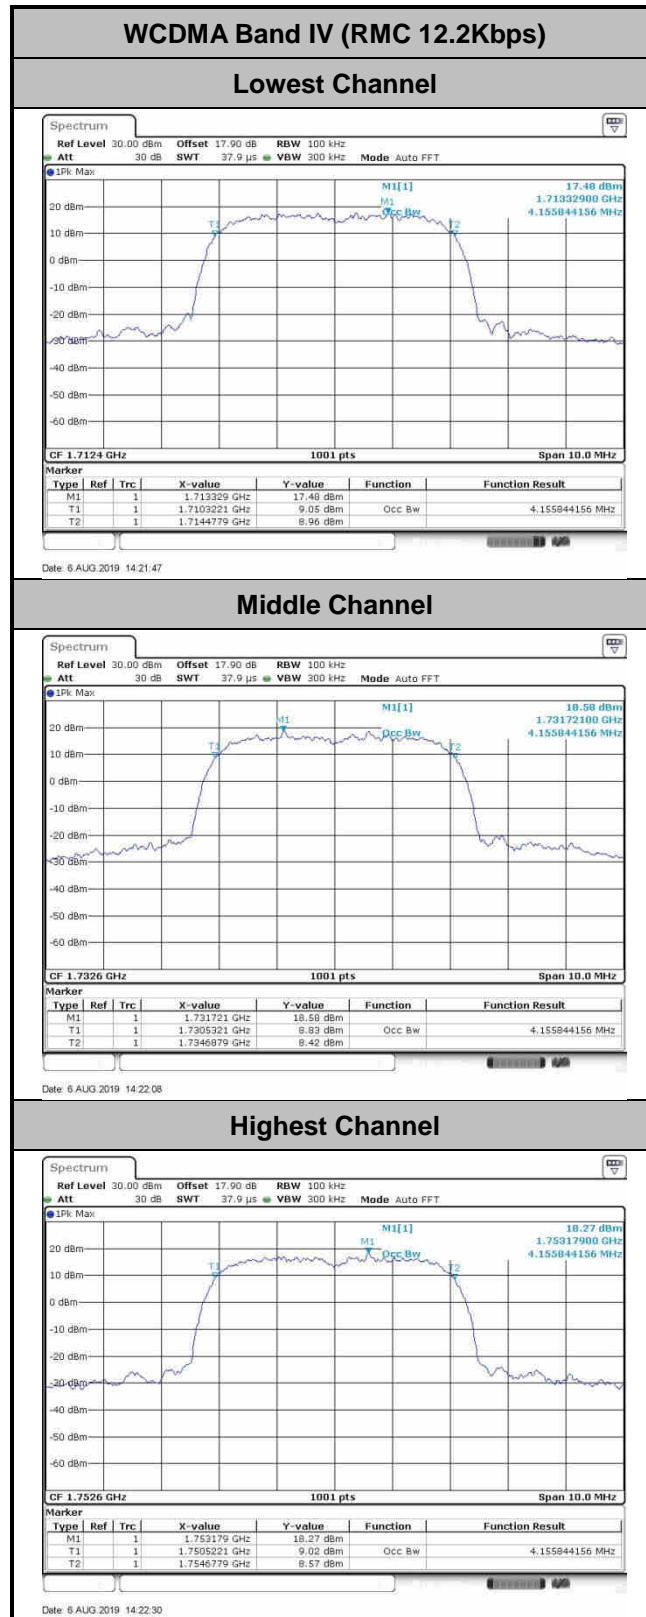 WCDMA Band IV (RMC 12.2Kbps)
Lowest Channel
Spectrum
Ref Level 30.00 dBm Offset 17.90 dB RBW 100 kHz
Att 30 dB SWT 37.9 µs VBW 300 kHz Mode Auto FFT
1Pk Max
M1[1] 17.48 dBm
1.71332900 GHz
Occ Bw 4.155844156 MHz
M1
T1
T2
20 dBm
10 dBm
0 dBm
-10 dBm
-20 dBm
-30 dBm
-40 dBm
-50 dBm
-60 dBm
CF 1.7124 GHz 1001 pts Span 10.0 MHz
Marker
Type Ref Trc X-value Y-value Function Function Result
M1 1 1.713329 GHz 17.48 dBm
T1 1 1.7103221 GHz 9.05 dBm Occ Bw 4.155844156 MHz
T2 1 1.7144779 GHz 8.96 dBm
Date: 6.AUG.2019 14:21:47
Middle Channel
Spectrum
Ref Level 30.00 dBm Offset 17.90 dB RBW 100 kHz
Att 30 dB SWT 37.9 µs VBW 300 kHz Mode Auto FFT
1Pk Max
M1[1] 18.58 dBm
1.73172100 GHz
Occ Bw 4.155844156 MHz
M1
T1
T2
20 dBm
10 dBm
0 dBm
-10 dBm
-20 dBm
-30 dBm
-40 dBm
-50 dBm
-60 dBm
CF 1.7326 GHz 1001 pts Span 10.0 MHz
Marker
Type Ref Trc X-value Y-value Function Function Result
M1 1 1.731721 GHz 18.58 dBm
T1 1 1.7305321 GHz 8.83 dBm Occ Bw 4.155844156 MHz
T2 1 1.7346879 GHz 8.42 dBm
Date: 6.AUG.2019 14:22:08
Highest Channel
Spectrum
Ref Level 30.00 dBm Offset 17.90 dB RBW 100 kHz
Att 30 dB SWT 37.9 µs VBW 300 kHz Mode Auto FFT
1Pk Max
M1[1] 18.27 dBm
1.75317900 GHz
Occ Bw 4.155844156 MHz
M1
T1
T2
20 dBm
10 dBm
0 dBm
-10 dBm
-20 dBm
-30 dBm
-40 dBm
-50 dBm
-60 dBm
CF 1.7526 GHz 1001 pts Span 10.0 MHz
Marker
Type Ref Trc X-value Y-value Function Function Result
M1 1 1.753179 GHz 18.27 dBm
T1 1 1.7505221 GHz 9.02 dBm Occ Bw 4.155844156 MHz
T2 1 1.7546779 GHz 8.57 dBm
Date: 6.AUG.2019 14:22:30